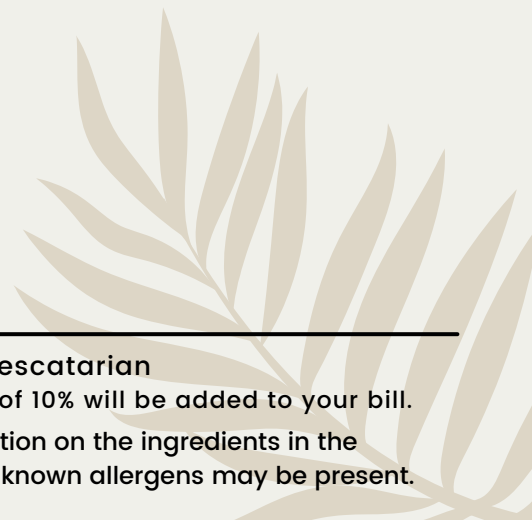 escatarian
of 10% will be added to your bill.
tion on the ingredients in the
known allergens may be present.